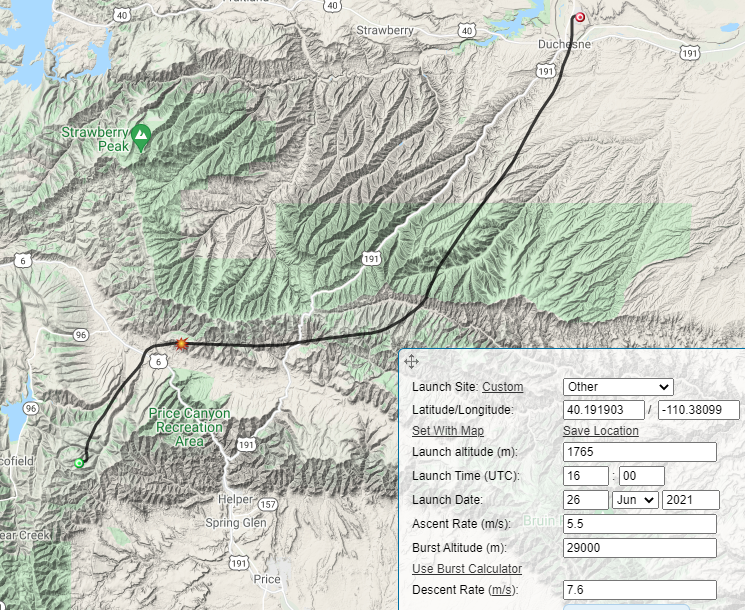 40
40
Strawberry
40
Duchesne
191
191
Strawberry
Peak
191
6
96
6
96
Price Canyon
Recreation
Area
cofield
191
Helper
157
Spring Glen
ear Creek
191
Price
Launch Site: Custom Other
Latitude/Longitude: 40.191903 / -110.38099
Set With Map Save Location
Launch altitude (m): 1765
Launch Time (UTC): 16 : 00
Launch Date: 26 Jun 2021
Ascent Rate (m/s): 5.5
Burst Altitude (m): 29000
Use Burst Calculator
Descent Rate (m/s): 7.6